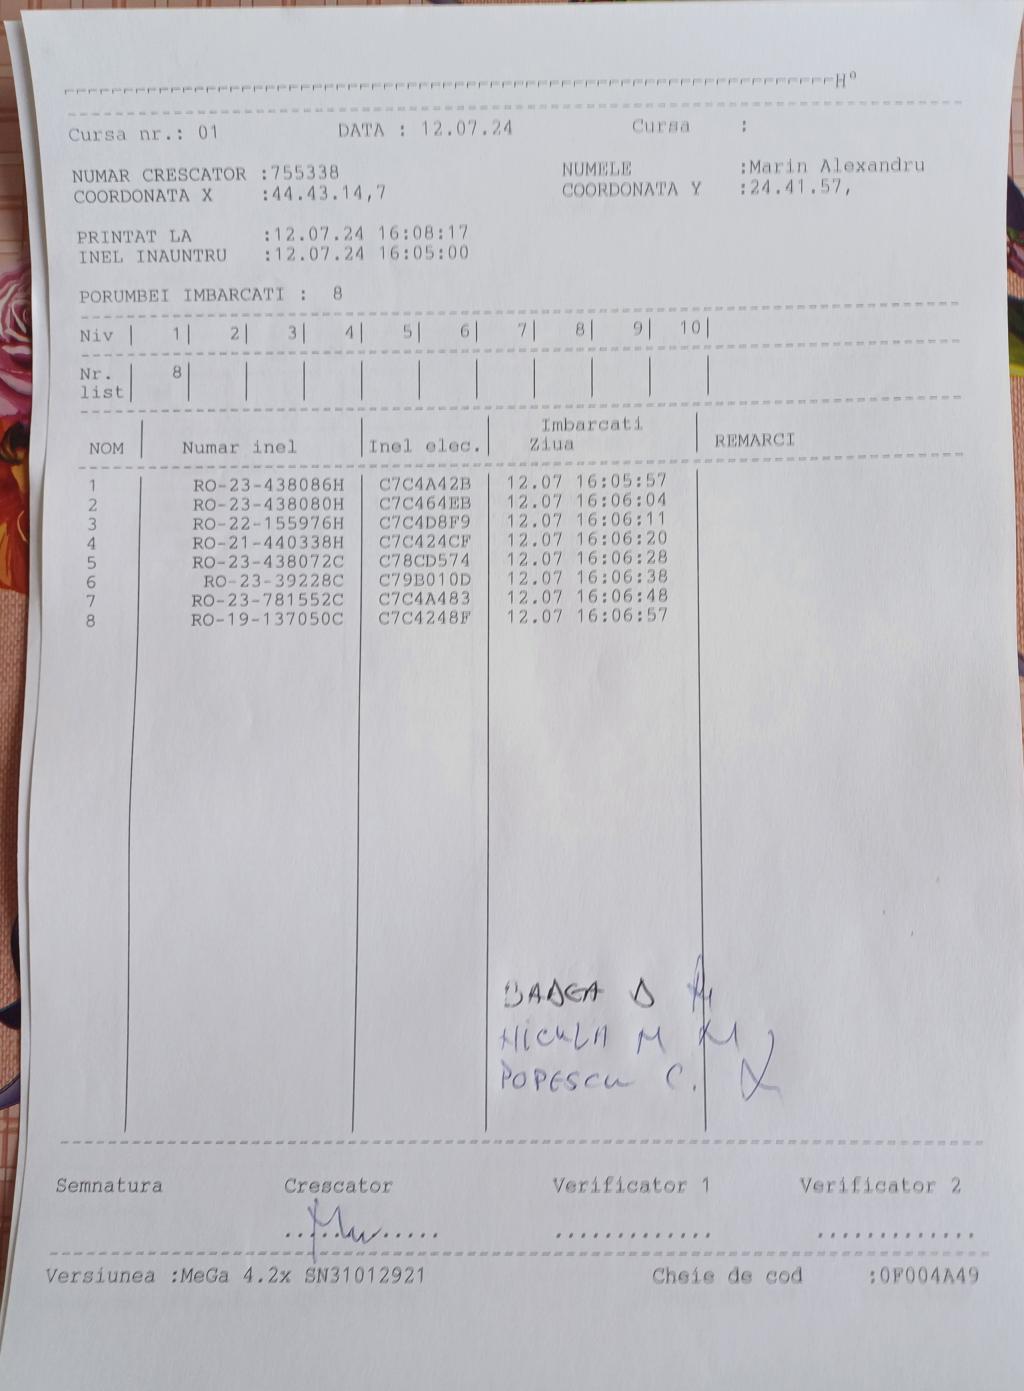 Cursa nr.: 01 DATA : 12.07.24 Cursa :
NUMAR CRESCATOR :755338 NUMELE :Marin Alexandru
COORDONATA X :44.43.14,7 COORDONATA Y :24.41.57,
PRINTAT LA :12.07.24 16:08:17
INEL INAUNTRU :12.07.24 16:05:00
PORUMBEI IMBARCATI : 8
Niv | 1| 2| 3| 4| 5| 6| 7| 8| 9| 10|
Nr. 8
list
Imbarcati
NOM Numar inel Inel elec. Ziua REMARCI
1 RO-23-438086H C7C4A42B 12.07 16:05:57
2 RO-23-438080H C7C464EB 12.07 16:06:04
3 RO-22-155976H C7C4D8F9 12.07 16:06:11
4 RO-21-440338H C7C424CF 12.07 16:06:20
5 RO-23-438072C C78CD574 12.07 16:06:28
6 RO-23-39228C C79B010D 12.07 16:06:38
7 RO-23-781552C C7C4A483 12.07 16:06:48
8 RO-19-137050C C7C4248F 12.07 16:06:57
BADEA D
NICULA M
POPESCU C.
Semnatura Crescator Verificator 1 Verificator 2
Versiunea :MeGa 4.2x SN31012921 Cheie de cod :0F004A49